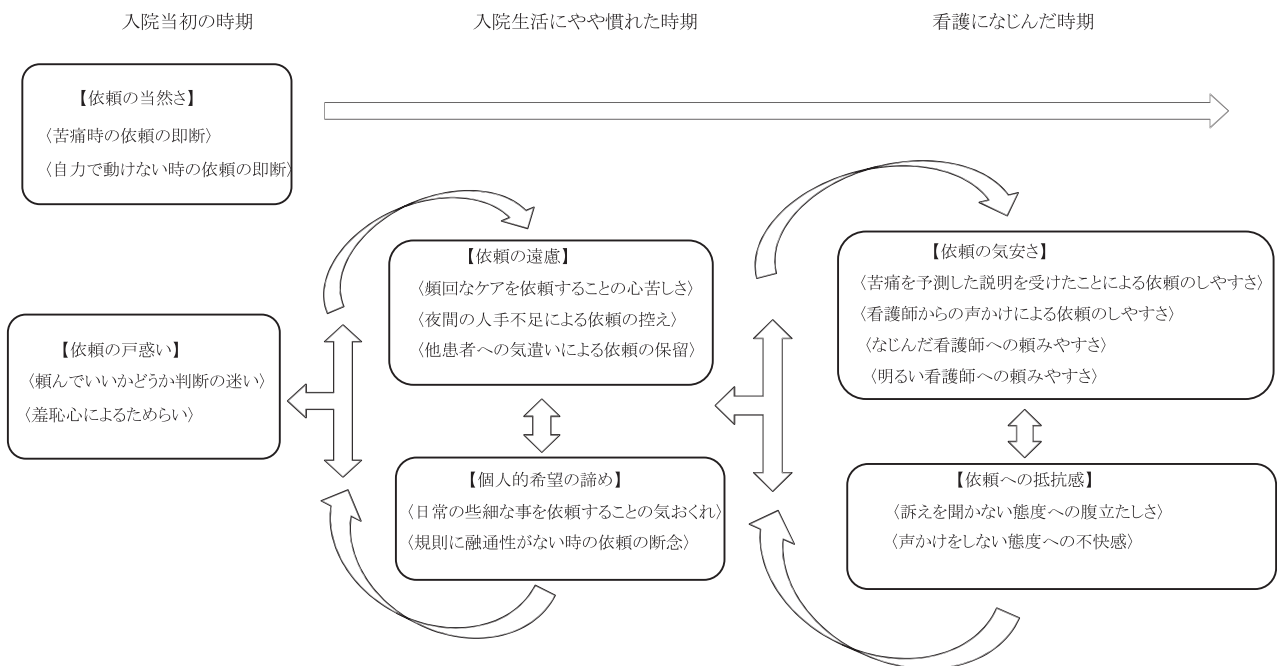 入院当初の時期
入院生活にやや慣れた時期
看護になじんだ時期
【依頼の当然さ】
〈苦痛時の依頼の即断〉
〈自力で動けない時の依頼の即断〉
【依頼の戸惑い】
〈頼んでいいかどうか判断の迷い〉
〈羞恥心によるためらい〉
【依頼の遠慮】
〈頻回なケアを依頼することの心苦しさ〉
〈夜間の人手不足による依頼の控え〉
〈他患者への気遣いによる依頼の保留〉
【個人的希望の諦め】
〈日常の些細な事を依頼することの気おくれ〉
〈規則に融通性がない時の依頼の断念〉
【依頼の気安さ】
〈苦痛を予測した説明を受けたことによる依頼のしやすさ〉
〈看護師からの声かけによる依頼のしやすさ〉
〈なじんだ看護師への頼みやすさ〉
〈明るい看護師への頼みやすさ〉
【依頼への抵抗感】
〈訴えを聞かない態度への腹立たしさ〉
〈声かけをしない態度への不快感〉